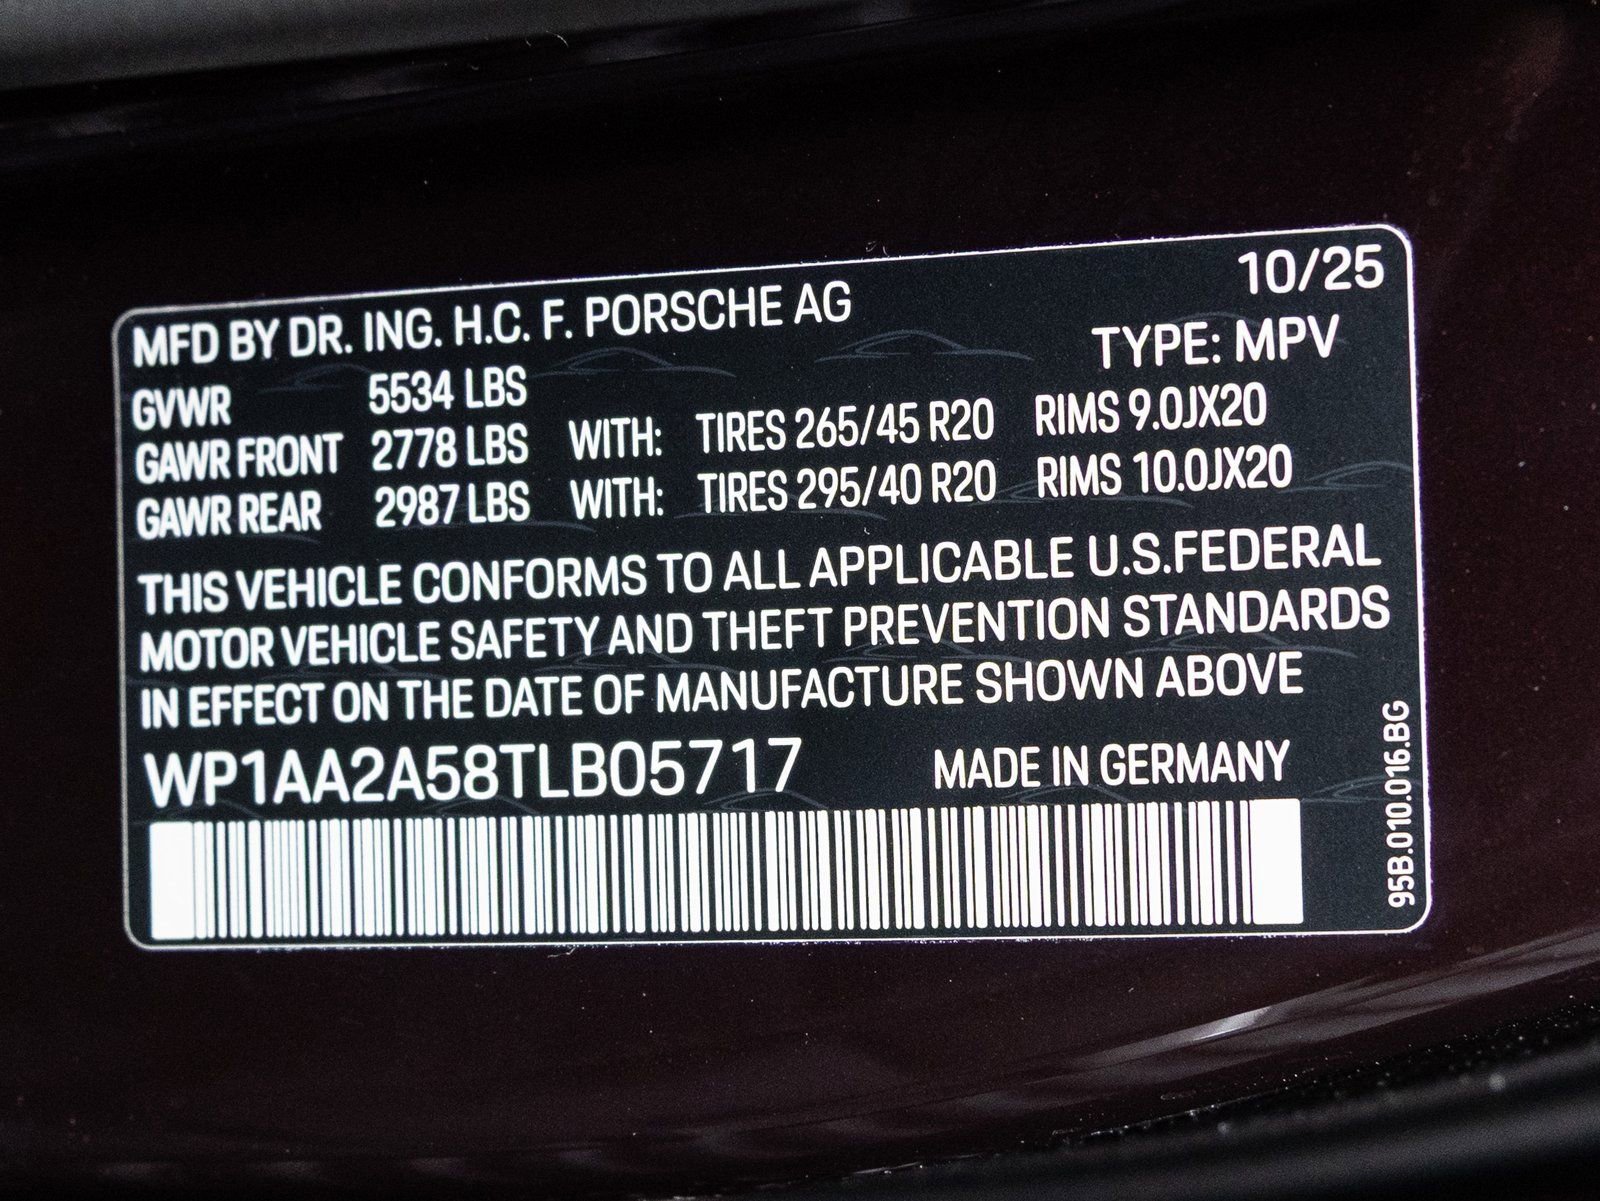 10/25
MFD BY DR. ING. H.C. F. PORSCHE AG
TYPE: MPV
GVWR 5534 LBS
GAWR FRONT 2778 LBS WITH: TIRES 265/45 R20 RIMS 9.0JX20
GAWR REAR 2987 LBS WITH: TIRES 295/40 R20 RIMS 10.0JX20
THIS VEHICLE CONFORMS TO ALL APPLICABLE U.S.FEDERAL
MOTOR VEHICLE SAFETY AND THEFT PREVENTION STANDARDS
IN EFFECT ON THE DATE OF MANUFACTURE SHOWN ABOVE
WP1AA2A58TLB05717 MADE IN GERMANY
95B.010.016.BG